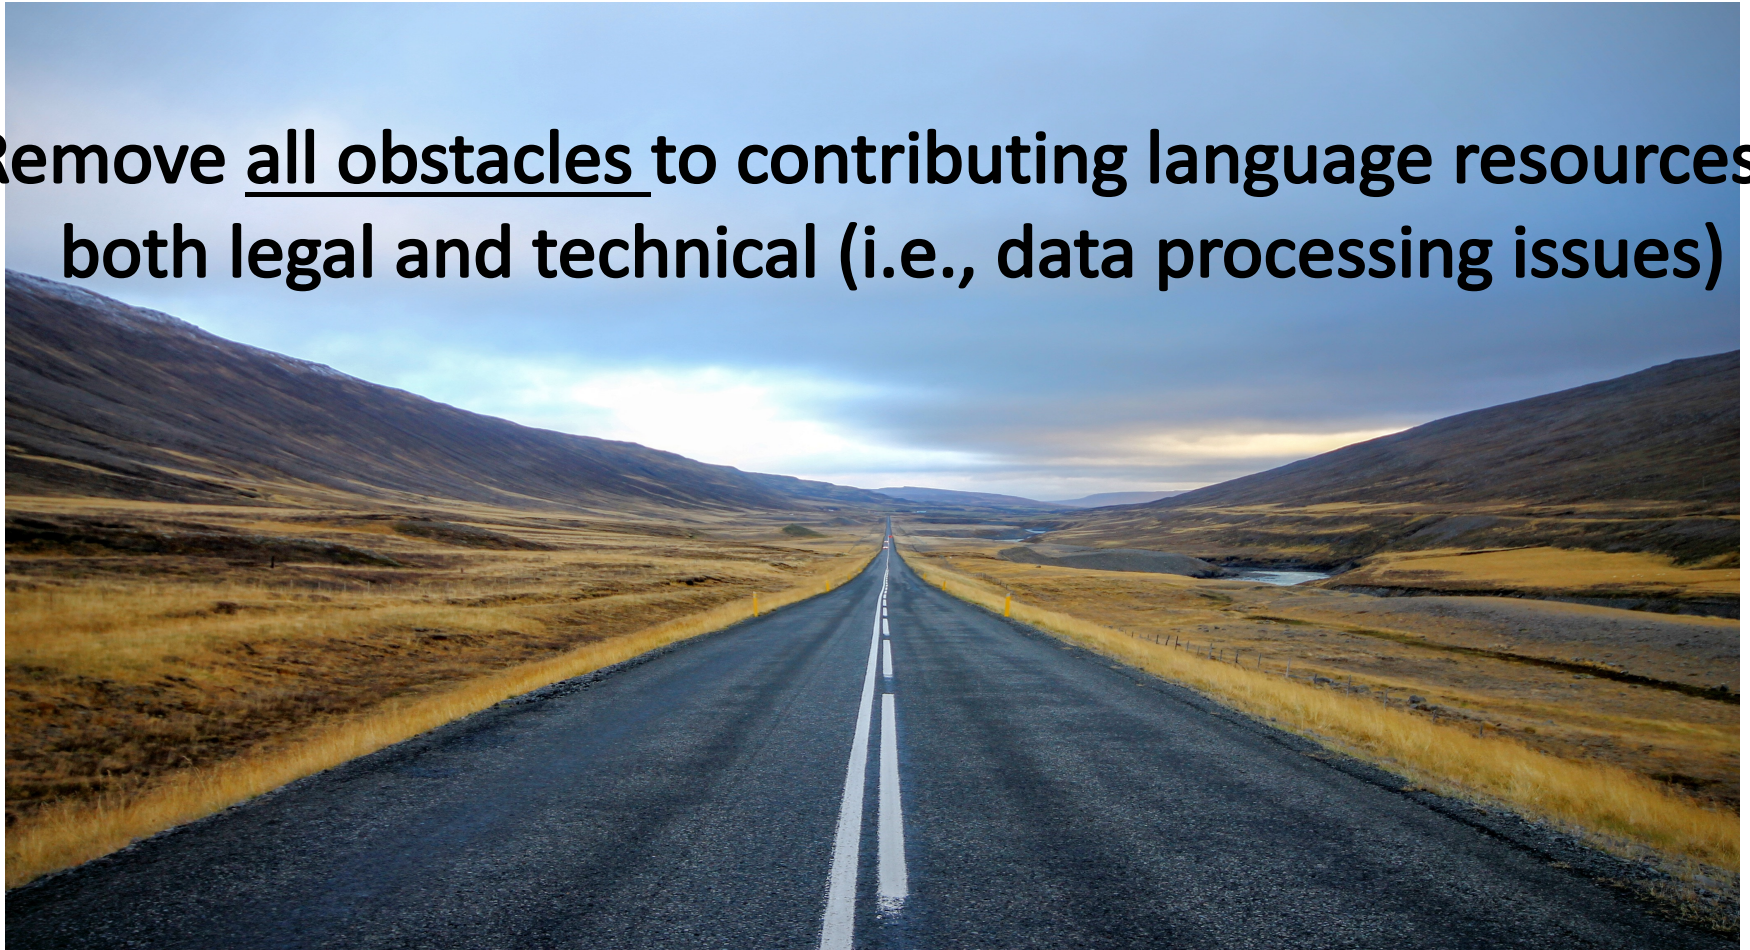 Remove all obstacles to contributing language resources
both legal and technical (i.e., data processing issues)